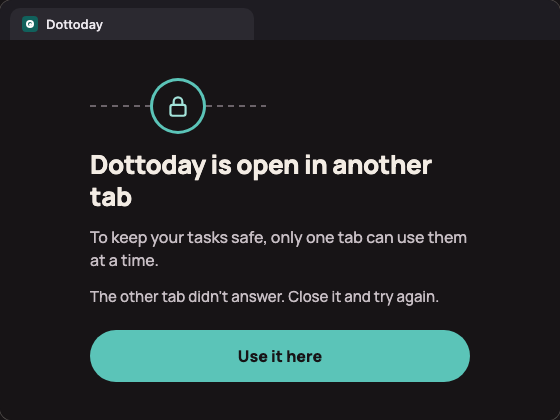 Dottoday
Dottoday is open in another
tab
To keep your tasks safe, only one tab can use them
at a time.
The other tab didn't answer. Close it and try again.
Use it here